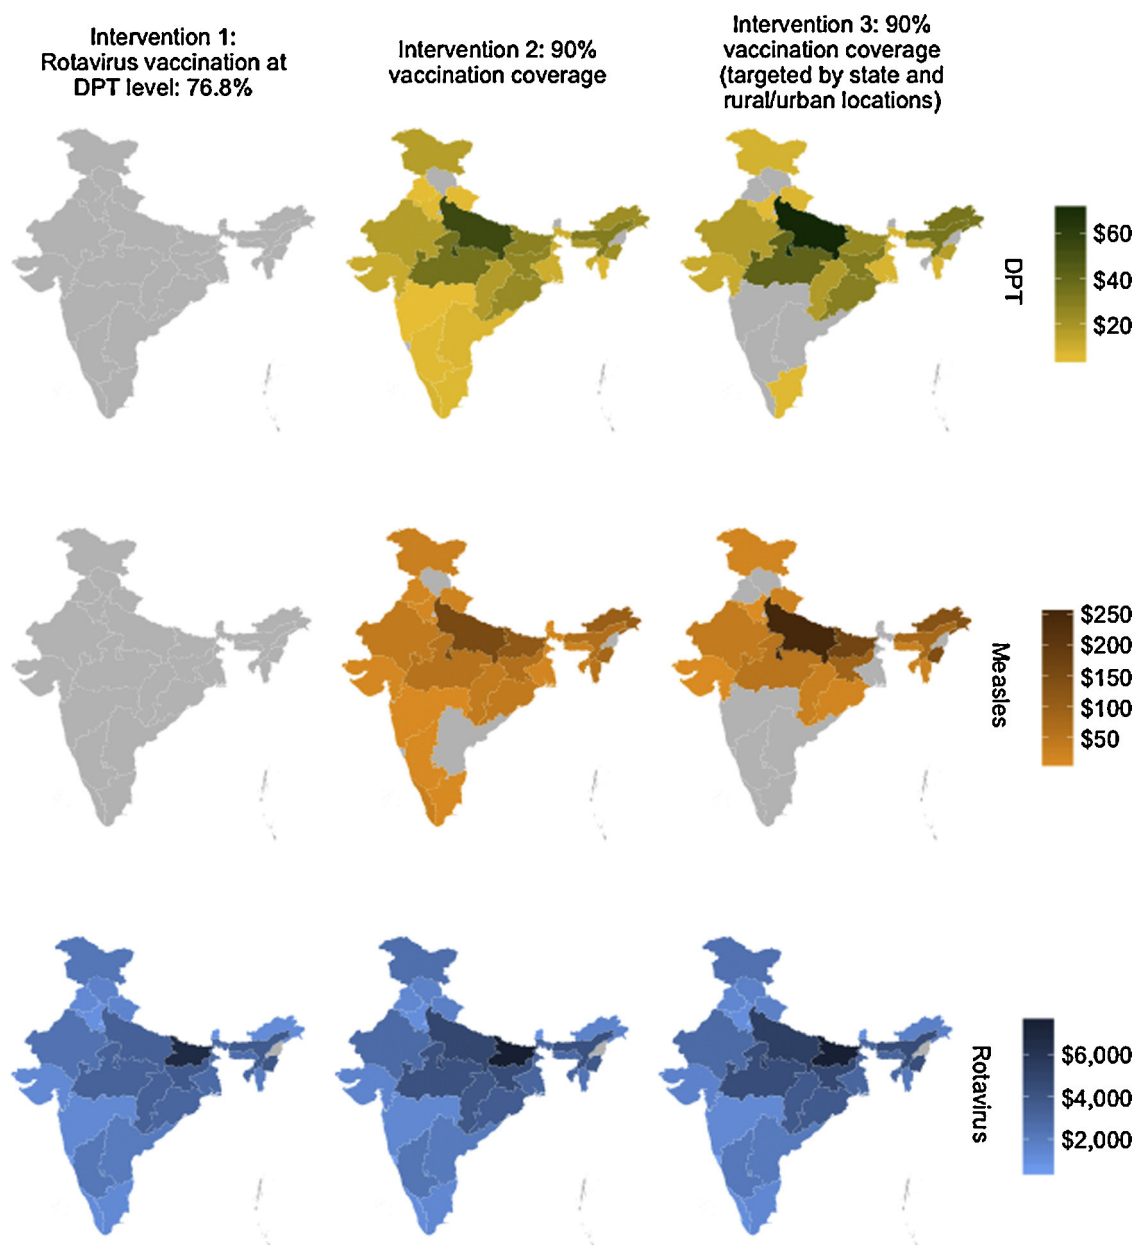 Intervention 1:
Rotavirus vaccination at
DPT level: 76.8%
Intervention 2: 90%
vaccination coverage
Intervention 3: 90%
vaccination coverage
(targeted by state and
rural/urban locations)
DPT
$60
$40
$20
Measles
$250
$200
$150
$100
$50
Rotavirus
$6,000
$4,000
$2,000